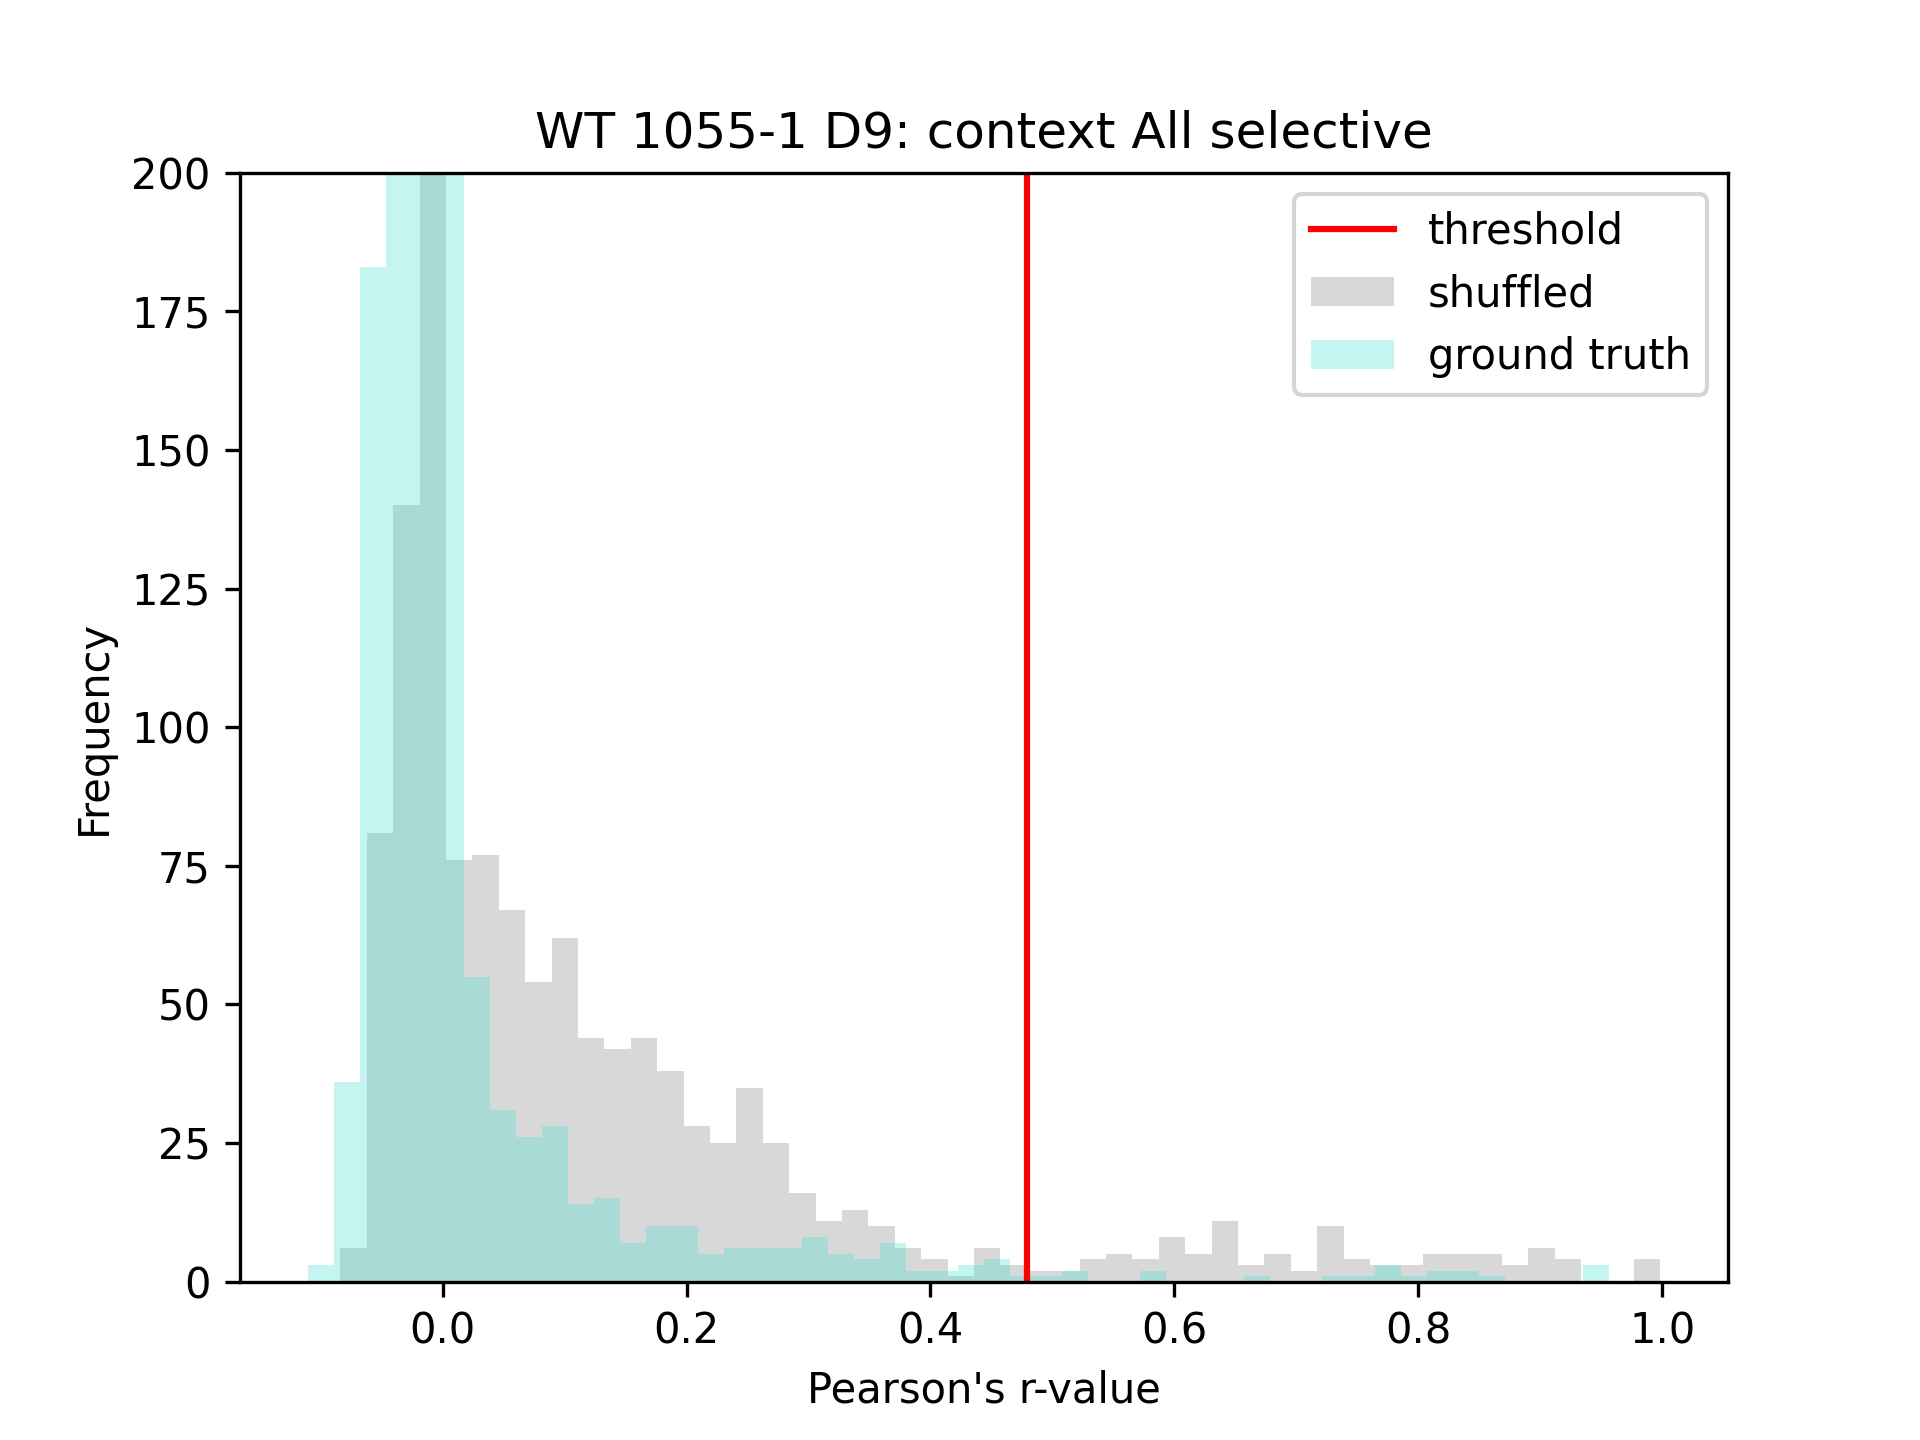 WT 1055-1 D9: context All selective
200
175
150
125
100
75
50
25
0
Frequency
threshold
shuffled
ground truth
0.0 0.2 0.4 0.6 0.8 1.0
Pearson's r-value